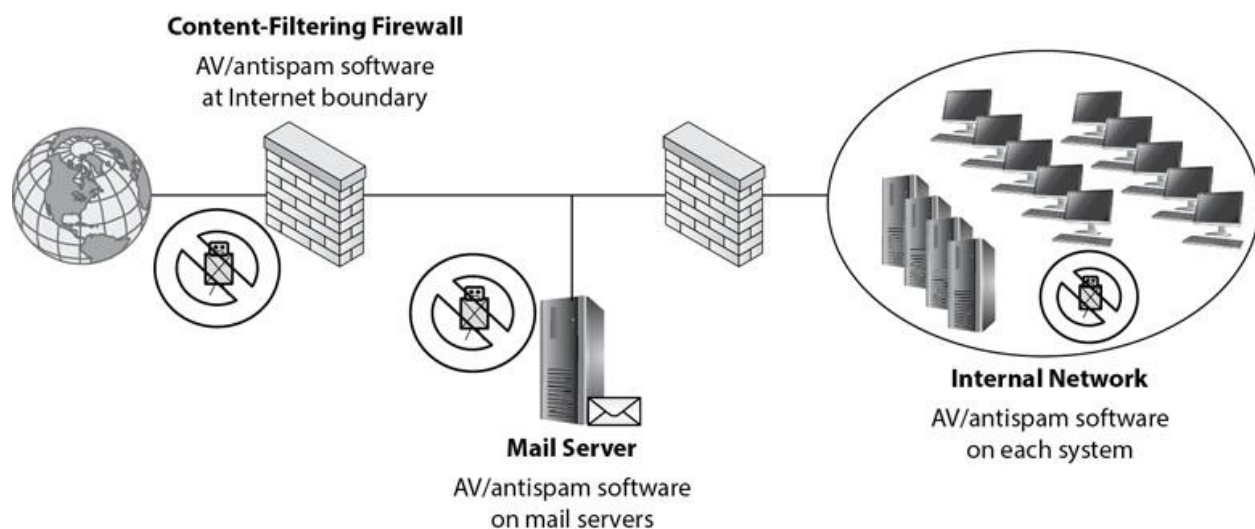 Content-Filtering Firewall
AV/antispam software
at Internet boundary
Mail Server
AV/antispam software
on mail servers
Internal Network
AV/antispam software
on each system